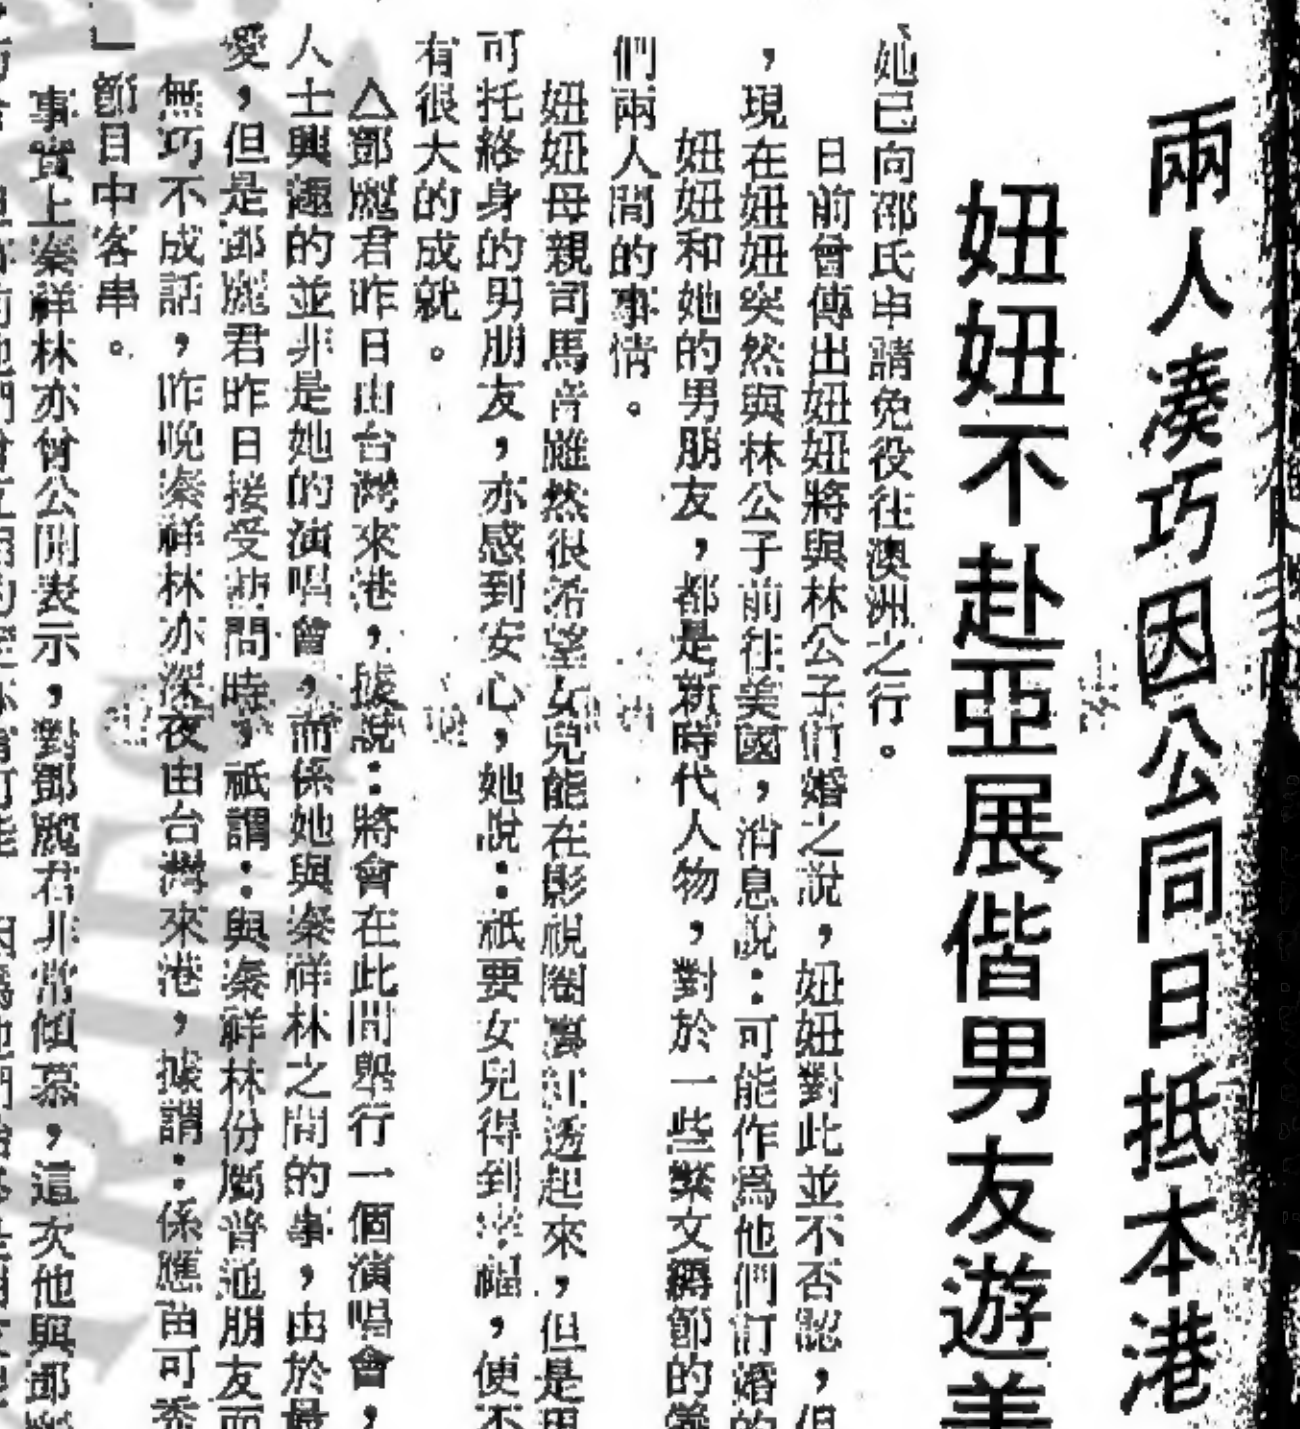 兩人湊巧因公同日抵本港
妞妞不赴亞展偕男友遊美
她已向邵氏申請免役往澳洲之行。
日前曾傳出妞妞將與林公子訂婚之說，妞妞對此並不否認，但
，現在妞妞突然與林公子前往美國，消息說：可能作為他們訂婚的
妞妞和她的男朋友，都是新時代人物，對於一些繁文縟節的儀
們兩人間的事情。
妞妞母親司馬音雖然很希望女兒能在影視圈裏紅透起來，但是
可托終身的男朋友，亦感到安心，她說：祇要女兒得到幸福，便不
有很大的成就。
△鄧麗君昨日由台灣來港，據說：將會在此間舉行一個演唱會，
人士興趣的並非是她的演唱會，而係她與秦祥林之間的事，由於最
愛，但是鄧麗君昨日接受訪問時，祇謂：與秦祥林份屬普通朋友而
無巧不成話，昨晚秦祥林亦深夜由台灣來港，據謂：係應苗可秀
」節目中客串。
事實上秦祥林亦曾公開表示，對鄧麗君非常傾慕，這次他與鄧麗